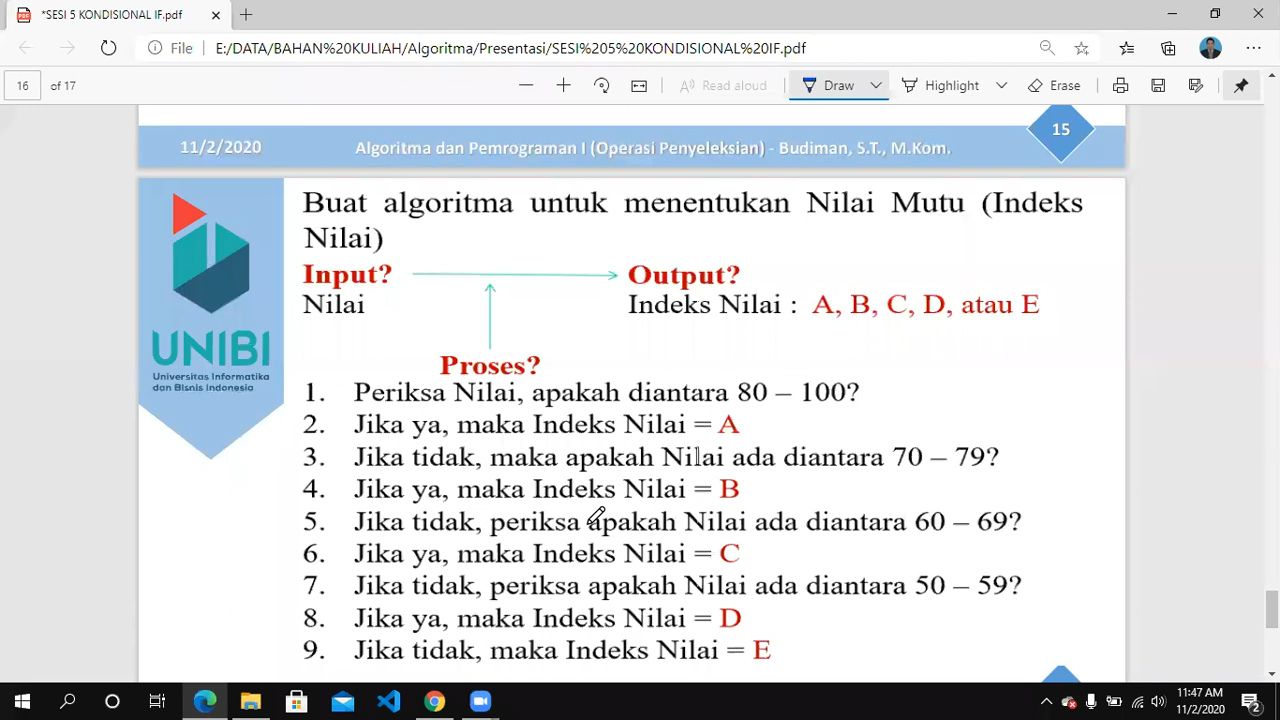 *SESI 5 KONDISIONAL IF.pdf
File E:/DATA/BAHAN%20KULIAH/Algoritma/Presentasi/SESI%205%20KONDISIONAL%20IF.pdf
16 of 17 Read aloud Draw Highlight Erase
15
11/2/2020 Algoritma dan Pemrograman I (Operasi Penyeleksian) - Budiman, S.T., M.Kom.
Buat algoritma untuk menentukan Nilai Mutu (Indeks
Nilai)
Input? Output?
Nilai Indeks Nilai : A, B, C, D, atau E
UNIBI
Universitas Informatika
dan Bisnis Indonesia
Proses?
1. Periksa Nilai, apakah diantara 80 – 100?
2. Jika ya, maka Indeks Nilai = A
3. Jika tidak, maka apakah Nilai ada diantara 70 – 79?
4. Jika ya, maka Indeks Nilai = B
5. Jika tidak, periksa apakah Nilai ada diantara 60 – 69?
6. Jika ya, maka Indeks Nilai = C
7. Jika tidak, periksa apakah Nilai ada diantara 50 – 59?
8. Jika ya, maka Indeks Nilai = D
9. Jika tidak, maka Indeks Nilai = E
11:47 AM
11/2/2020
2